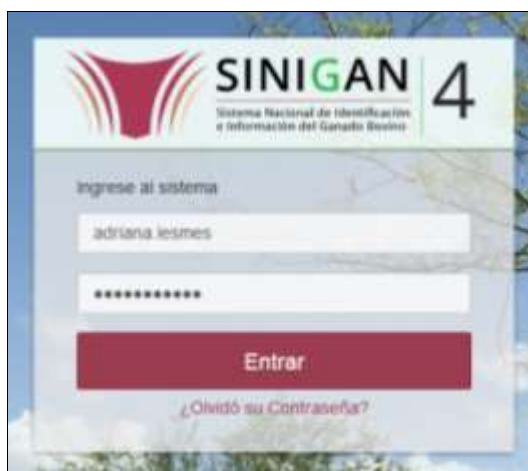 SINIGAN 4
Sistema Nacional de Identificación
e Información del Ganado Bovino
Ingrese al sistema
adriana.lesmes
•••••••••••
Entrar
¿Olvidó su Contraseña?